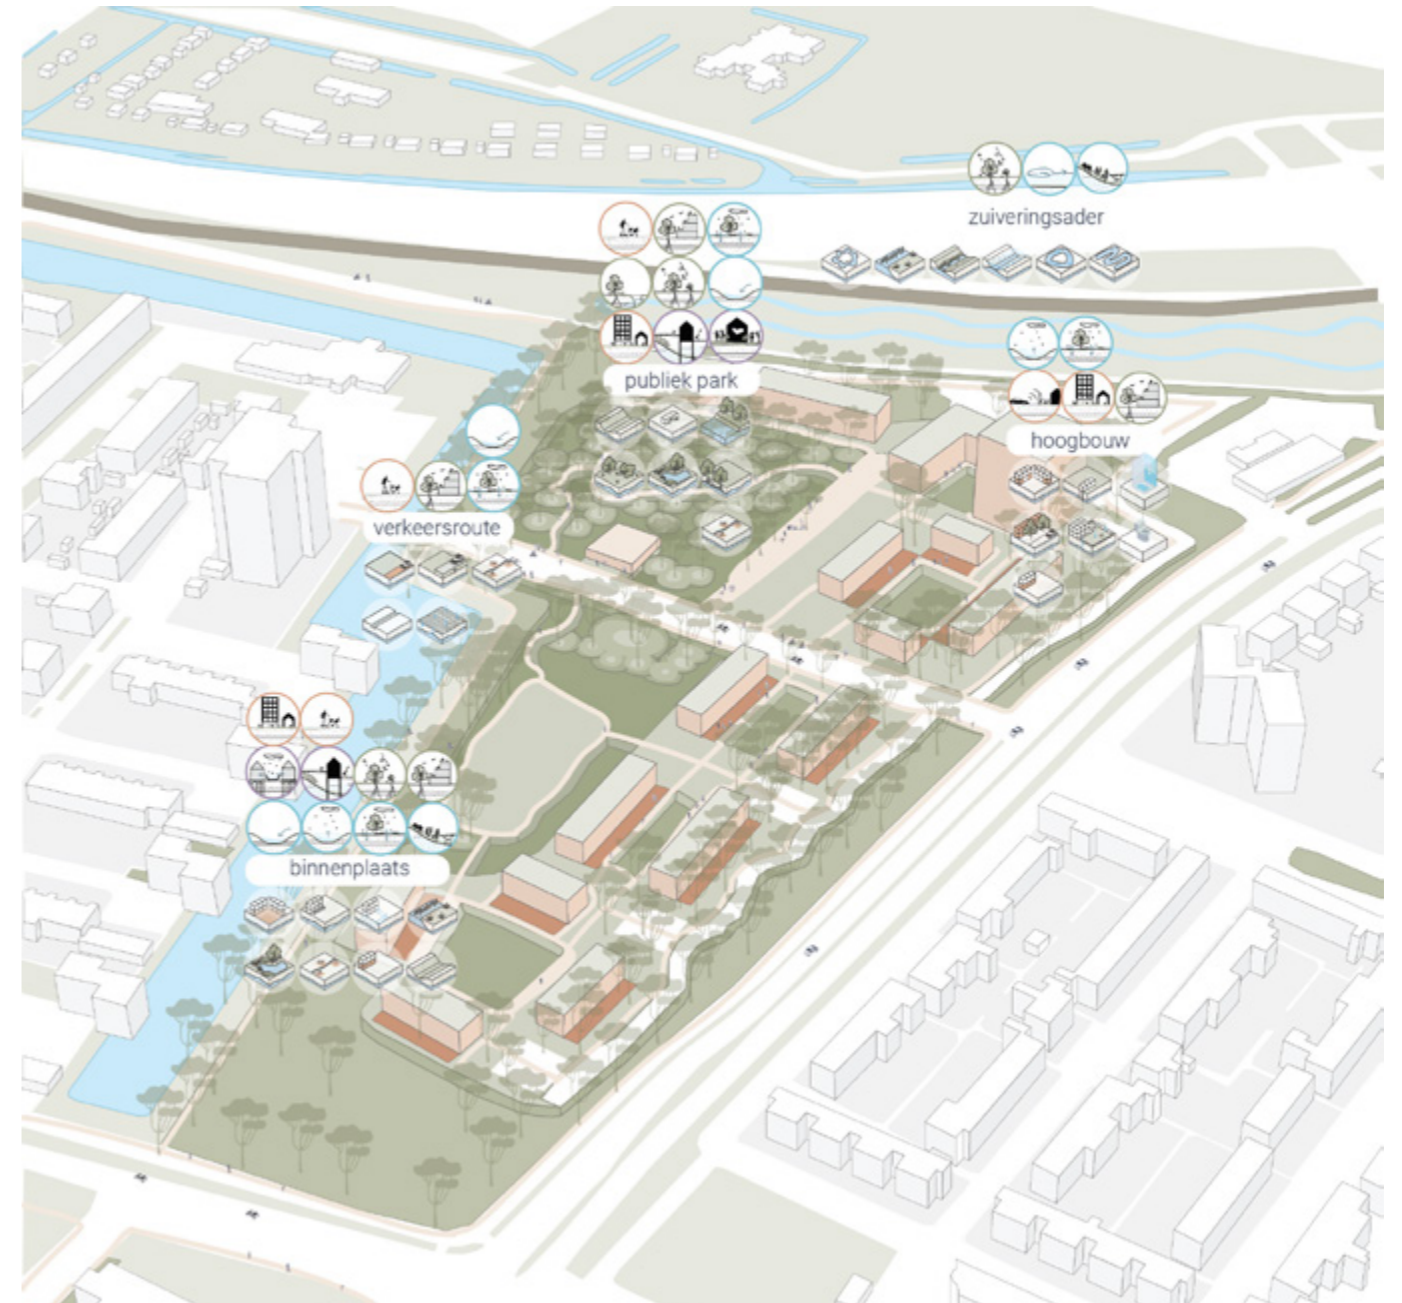 zuiveringsader
publiek park
hoogbouw
verkeersroute
binnenplaats